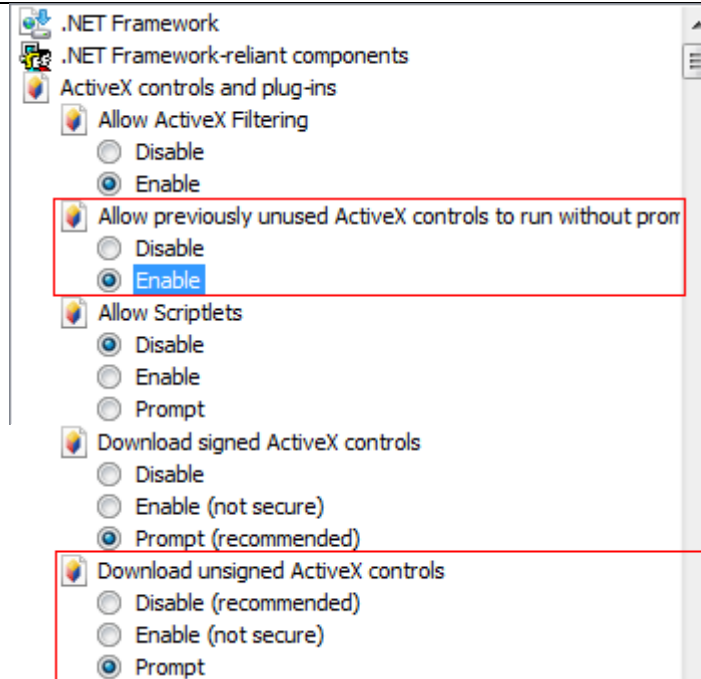 .NET Framework
.NET Framework-reliant components
ActiveX controls and plug-ins
Allow ActiveX Filtering
Disable
Enable
Allow previously unused ActiveX controls to run without prom
Disable
Enable
Allow Scriptlets
Disable
Enable
Prompt
Download signed ActiveX controls
Disable
Enable (not secure)
Prompt (recommended)
Download unsigned ActiveX controls
Disable (recommended)
Enable (not secure)
Prompt